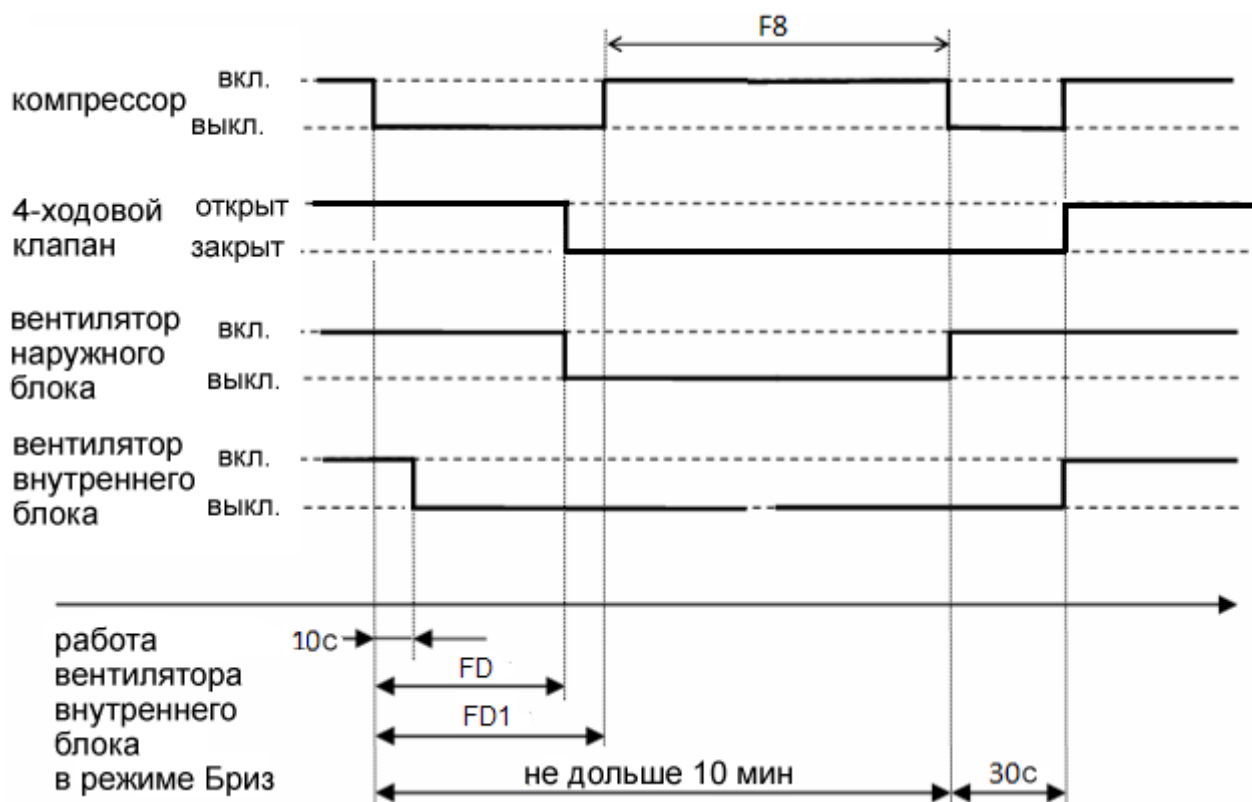 F8
компрессор
вкл.
выкл.
4-ходовой
клапан
открыт
закрыт
вентилятор
наружного
блока
вкл.
выкл.
вентилятор
внутреннего
блока
вкл.
выкл.
работа
вентилятора
внутреннего
блока
в режиме Бриз
10с
FD
FD1
не дольше 10 мин
30с